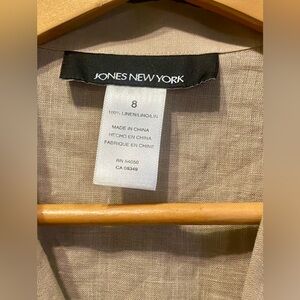 JONES NEW YORK
8
100% LINEN/LINO/LIN
MADE IN CHINA
HECHO EN CHINA
FABRIQUE EN CHINE
RN 54050
CA 08349